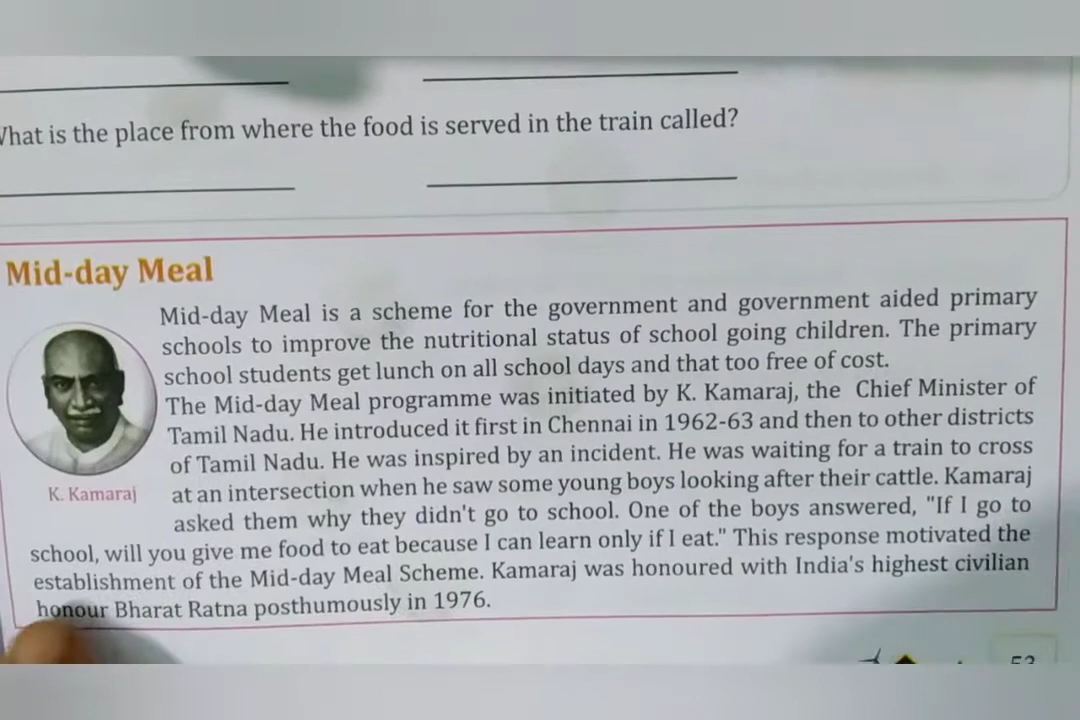 What is the place from where the food is served in the train called?
Mid-day Meal
Mid-day Meal is a scheme for the government and government aided primary
schools to improve the nutritional status of school going children. The primary
school students get lunch on all school days and that too free of cost.
The Mid-day Meal programme was initiated by K. Kamaraj, the Chief Minister of
Tamil Nadu. He introduced it first in Chennai in 1962-63 and then to other districts
of Tamil Nadu. He was inspired by an incident. He was waiting for a train to cross
at an intersection when he saw some young boys looking after their cattle. Kamaraj
asked them why they didn't go to school. One of the boys answered, "If I go to
school, will you give me food to eat because I can learn only if I eat." This response motivated the
establishment of the Mid-day Meal Scheme. Kamaraj was honoured with India's highest civilian
honour Bharat Ratna posthumously in 1976.
K. Kamaraj